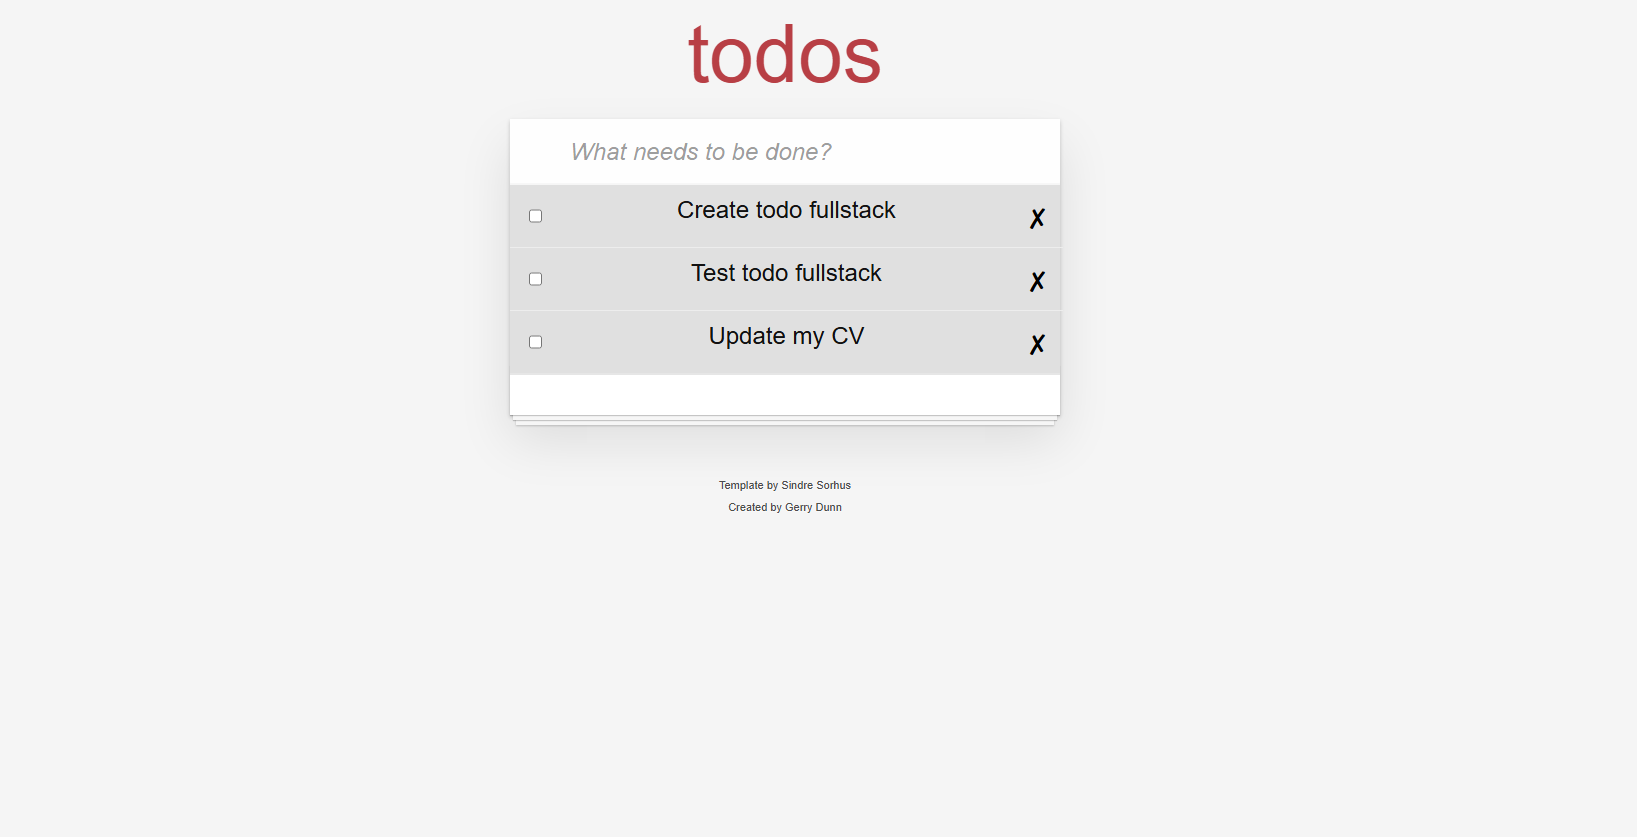 todos
What needs to be done?
Create todo fullstack
✗
Test todo fullstack
✗
Update my CV
✗
Template by Sindre Sorhus
Created by Gerry Dunn